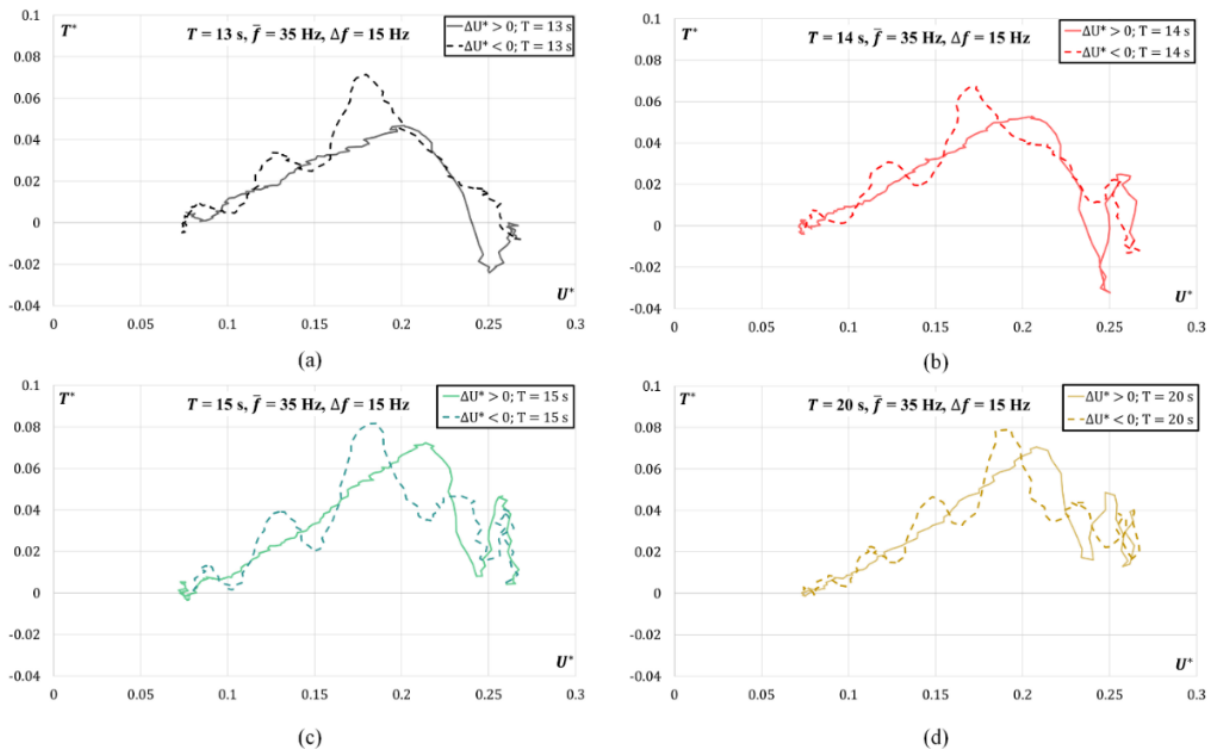 T*
T = 13 s, f̄ = 35 Hz, Δf = 15 Hz
ΔU* > 0; T = 13 s
ΔU* < 0; T = 13 s
0.1
0.08
0.06
0.04
0.02
0
-0.02
-0.04
U*
0 0.05 0.1 0.15 0.2 0.25 0.3
(a)
T*
T = 14 s, f̄ = 35 Hz, Δf = 15 Hz
ΔU* > 0; T = 14 s
ΔU* < 0; T = 14 s
0.1
0.08
0.06
0.04
0.02
0
-0.02
-0.04
U*
0 0.05 0.1 0.15 0.2 0.25 0.3
(b)
T*
T = 15 s, f̄ = 35 Hz, Δf = 15 Hz
ΔU* > 0; T = 15 s
ΔU* < 0; T = 15 s
0.1
0.08
0.06
0.04
0.02
0
-0.02
-0.04
U*
0 0.05 0.1 0.15 0.2 0.25 0.3
(c)
T*
T = 20 s, f̄ = 35 Hz, Δf = 15 Hz
ΔU* > 0; T = 20 s
ΔU* < 0; T = 20 s
0.1
0.08
0.06
0.04
0.02
0
-0.02
-0.04
U*
0 0.05 0.1 0.15 0.2 0.25 0.3
(d)